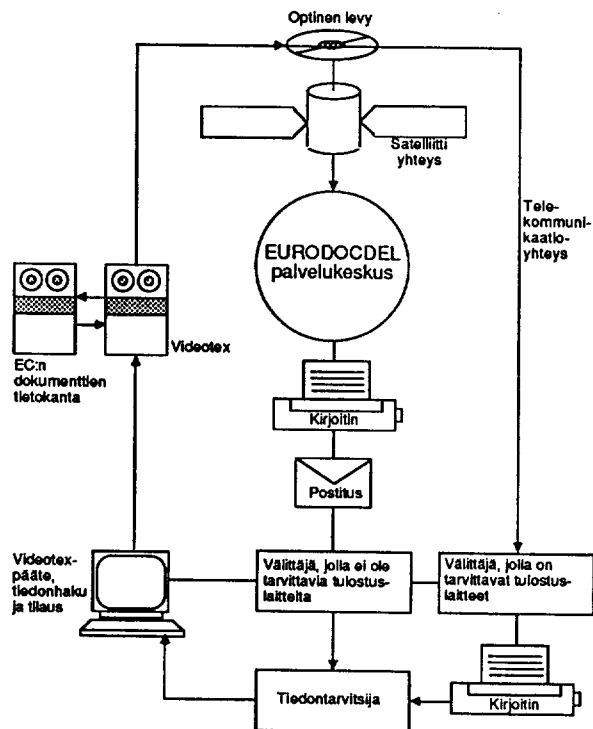 Optinen levy
Satelliitti
yhteys
Tele-
kommuni-
kaatio-
yhteys
EURODOCDEL
palvelukeskus
Videotex
EC:n
dokumenttien
tietokanta
Kirjoitin
Postitus
Videotex-
pääte,
tiedonhaku
ja tilaus
Välittäjä, jolla ei ole
tarvittavia tulostus-
laitteita
Välittäjä, jolla on
tarvittavat tulostus-
laitteet
Tiedontarvitsija
Kirjoitin